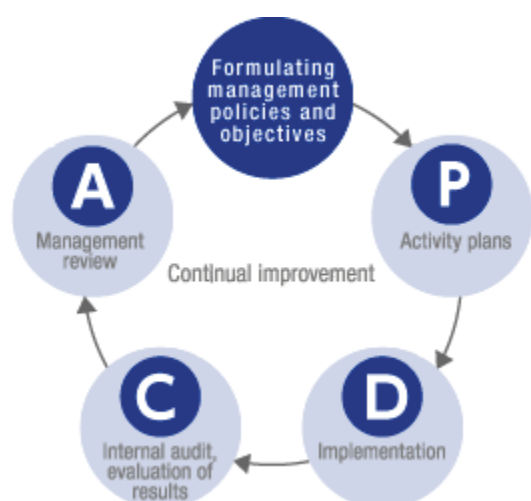 Formulating
management
policies and
objectives
P
Activity plans
D
Implementation
C
Internal audit,
evaluation of
results
A
Management
review
Continual improvement